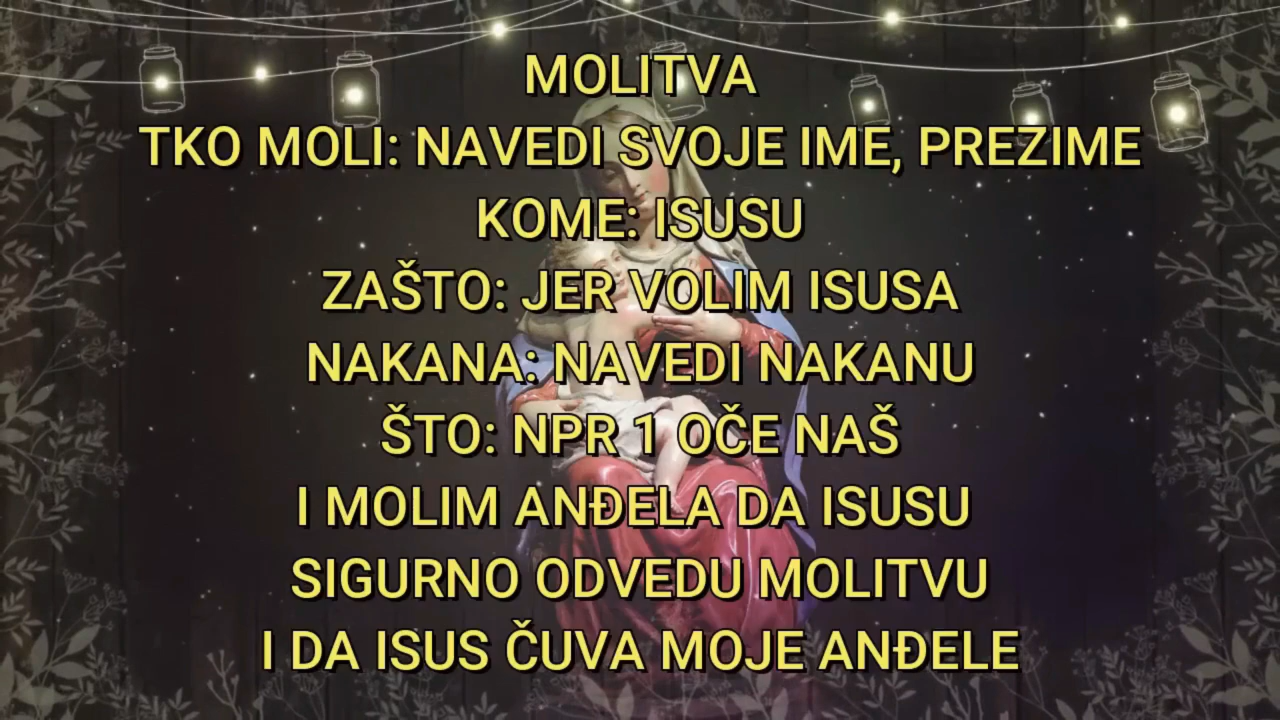 MOLITVA
TKO MOLI: NAVEDI SVOJE IME, PREZIME
KOME: ISUSU
ZAŠTO: JER VOLIM ISUSA
NAKANA: NAVEDI NAKANU
ŠTO: NPR 1 OČE NAŠ
I MOLIM ANĐELA DA ISUSU
SIGURNO ODVEDU MOLITVU
I DA ISUS ČUVA MOJE ANĐELE